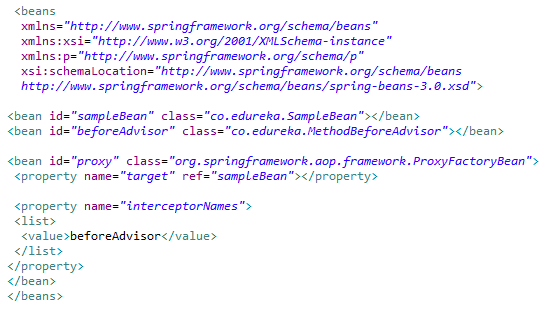 <beans
xmlns="http://www.springframework.org/schema/beans"
xmlns:xsi="http://www.w3.org/2001/XMLSchema-instance"
xmlns:p="http://www.springframework.org/schema/p"
xsi:schemaLocation="http://www.springframework.org/schema/beans
http://www.springframework.org/schema/beans/spring-beans-3.0.xsd">
<bean id="sampleBean" class="co.edureka.SampleBean"></bean>
<bean id="beforeAdvisor" class="co.edureka.MethodBeforeAdvisor"></bean>
<bean id="proxy" class="org.springframework.aop.framework.ProxyFactoryBean">
<property name="target" ref="sampleBean"></property>
<property name="interceptorNames">
<list>
<value>beforeAdvisor</value>
</list>
</property>
</bean>
</beans>